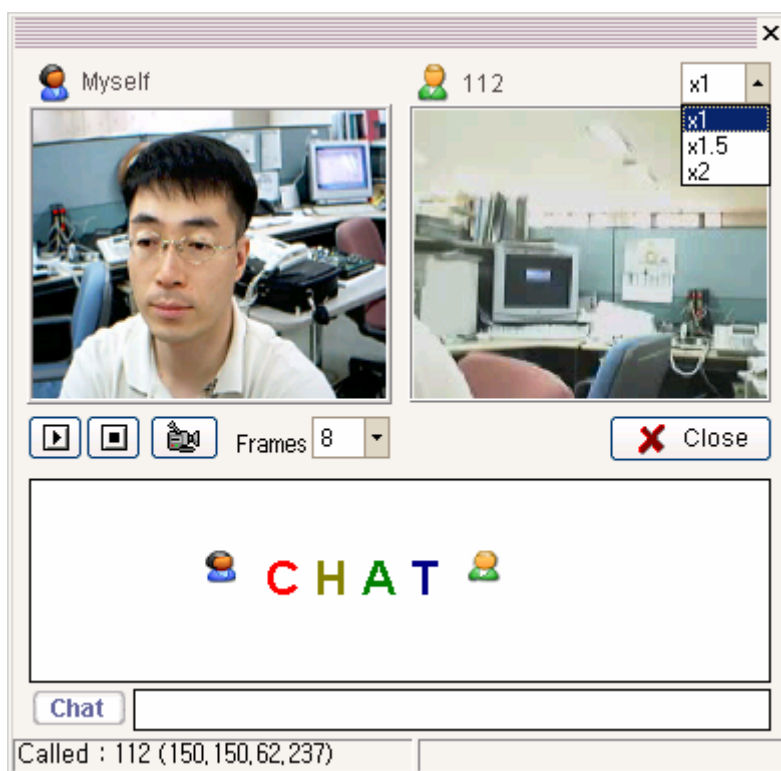 Myself
112
x1
x1
x1.5
x2
Frames 8
Close
CHAT
Chat
Called : 112 (150,150,62,237)